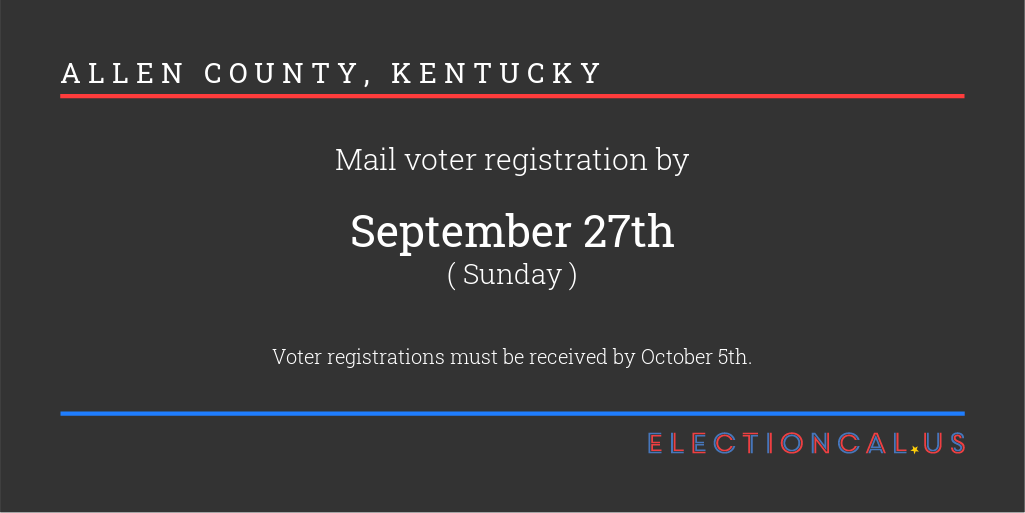 ALLEN COUNTY, KENTUCKY
Mail voter registration by
September 27th
( Sunday )
Voter registrations must be received by October 5th.
ELECTIONCAL.US